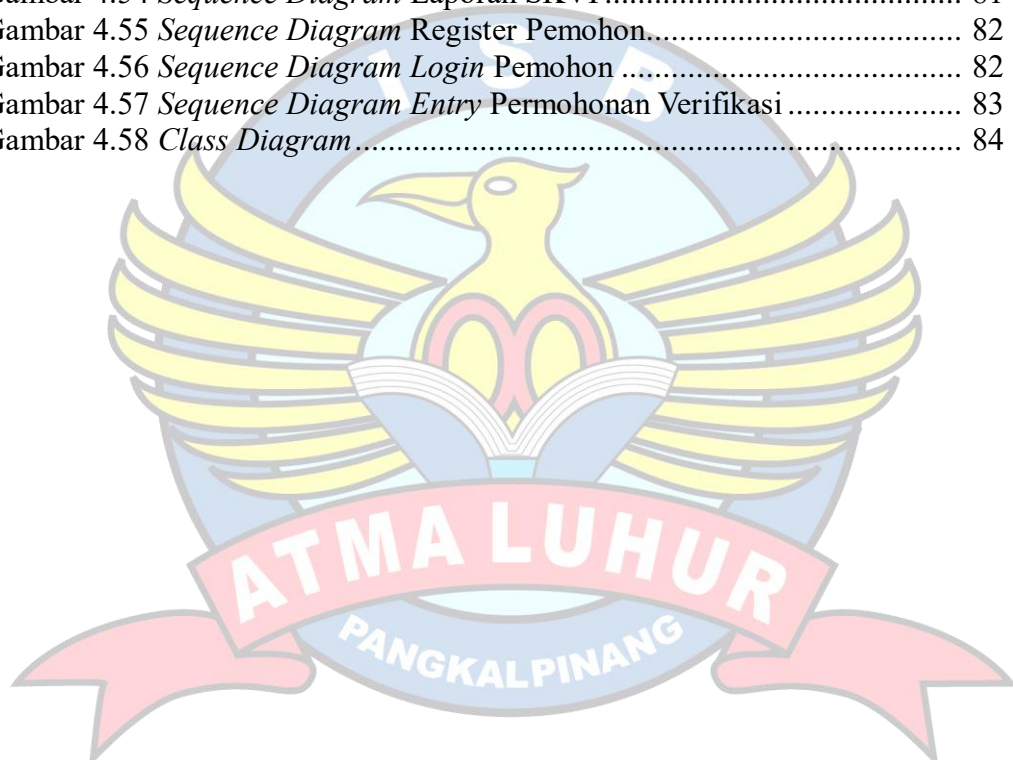 Gambar 4.55 Sequence Diagram Register Pemohon...................................... 82
Gambar 4.56 Sequence Diagram Login Pemohon ......................................... 82
Gambar 4.57 Sequence Diagram Entry Permohonan Verifikasi ..................... 83
Gambar 4.58 Class Diagram.......................................................................... 84
I S B
ATMA LUHUR
PANGKALPINANG